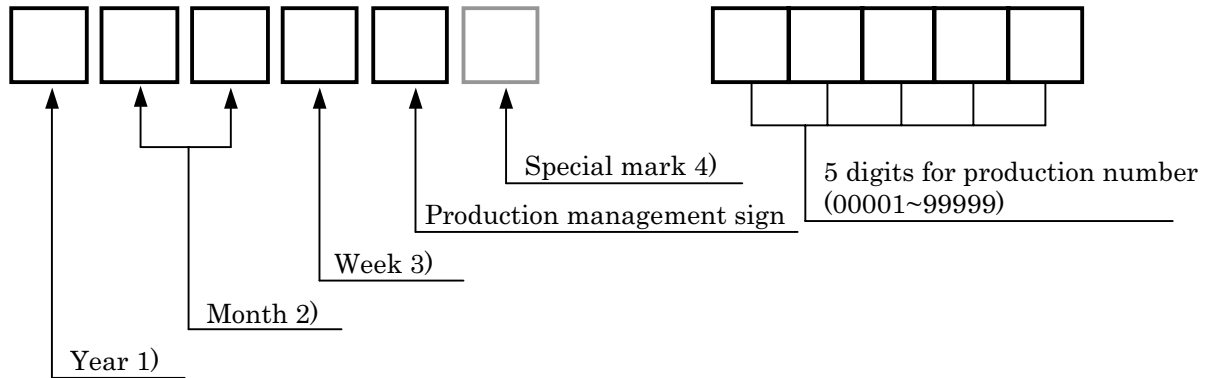 Special mark 4)
5 digits for production number
(00001~99999)
Production management sign
Week 3)
Month 2)
Year 1)